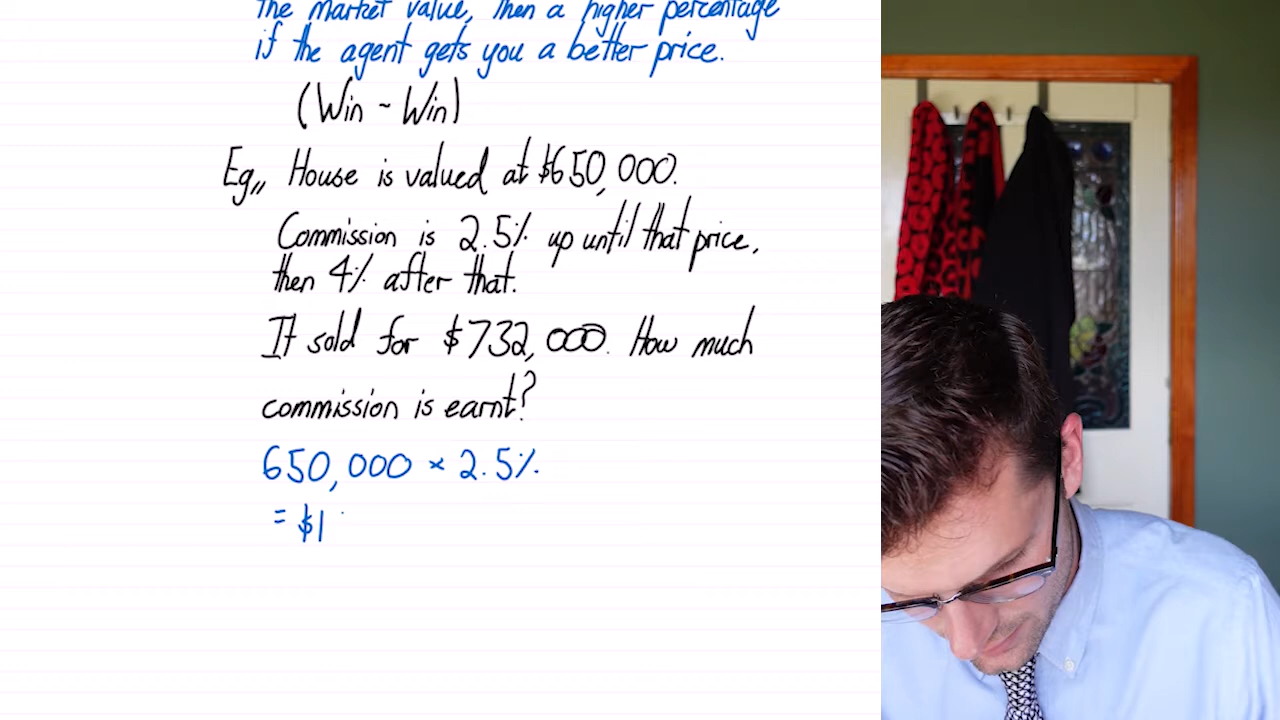 the market value, then a higher percentage
if the agent gets you a better price.
(Win - Win)
Eg,, House is valued at $650,000.
Commission is 2.5% up until that price,
then 4% after that.
It sold for $732,000. How much
commission is earnt?
650,000 × 2.5%
= $1